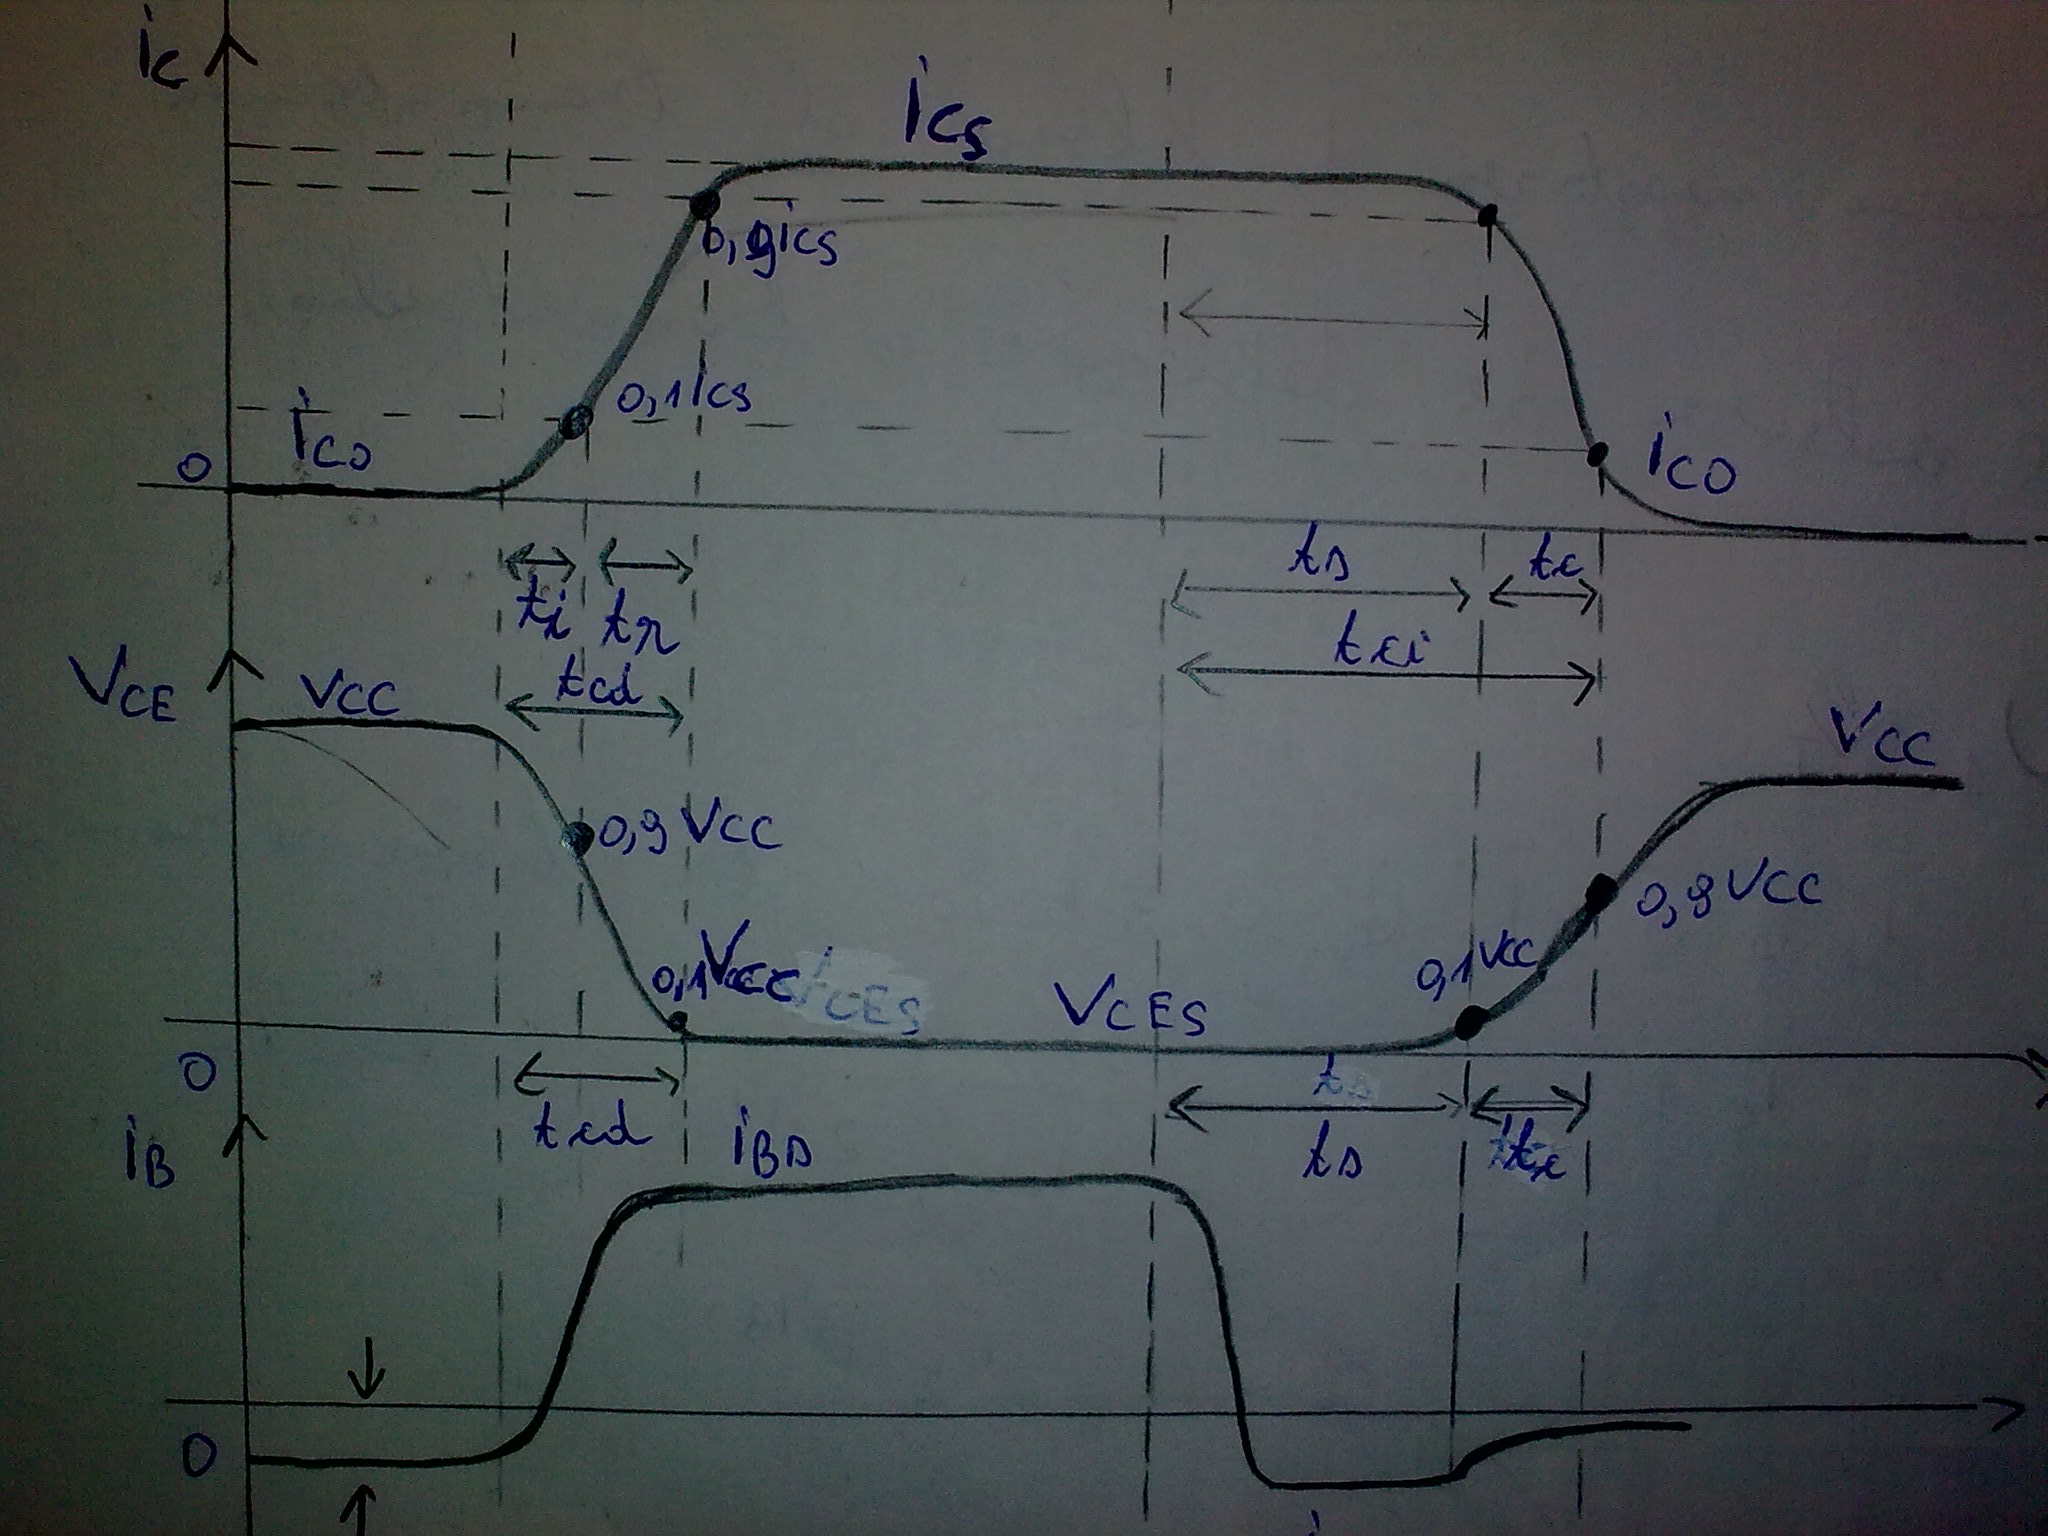 ic
ics
0,9ics
0,1ics
ico
0
ico
ts
tc
ti
tr
tci
tcd
VCE
VCC
VCC
0,9 VCC
0,9 VCC
0,1 VCC
VCES
0,1 VCC
0
ts
tcd
iB
iBs
ts
tc
0